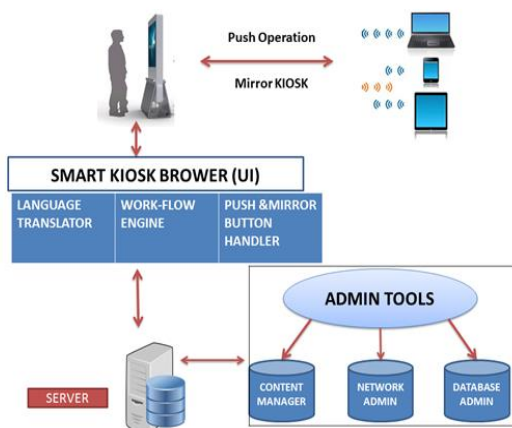 Push Operation
Mirror KIOSK
SMART KIOSK BROWER (UI)
LANGUAGE
TRANSLATOR
WORK-FLOW
ENGINE
PUSH &MIRROR
BUTTON
HANDLER
ADMIN TOOLS
CONTENT
MANAGER
NETWORK
ADMIN
DATABASE
ADMIN
SERVER